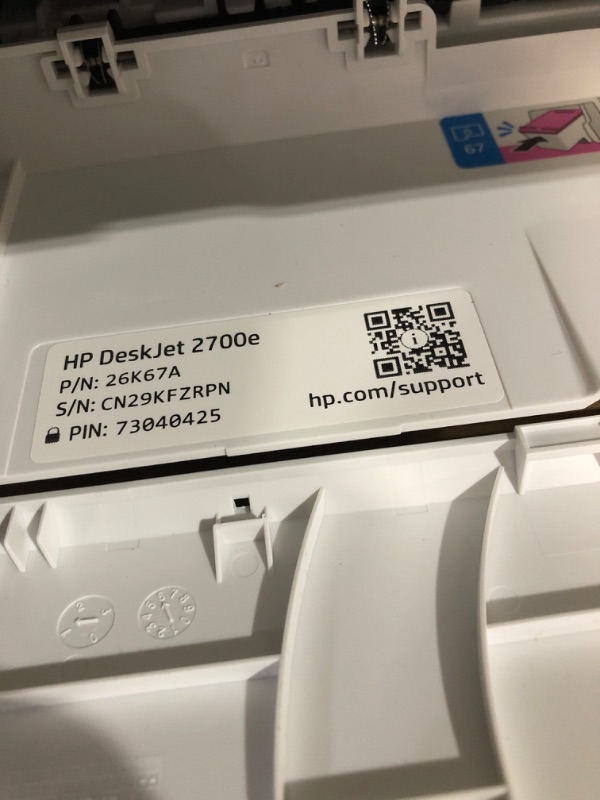 67
HP DeskJet 2700e
P/N: 26K67A
S/N: CN29KFZRPN
PIN: 73040425
i
hp.com/support